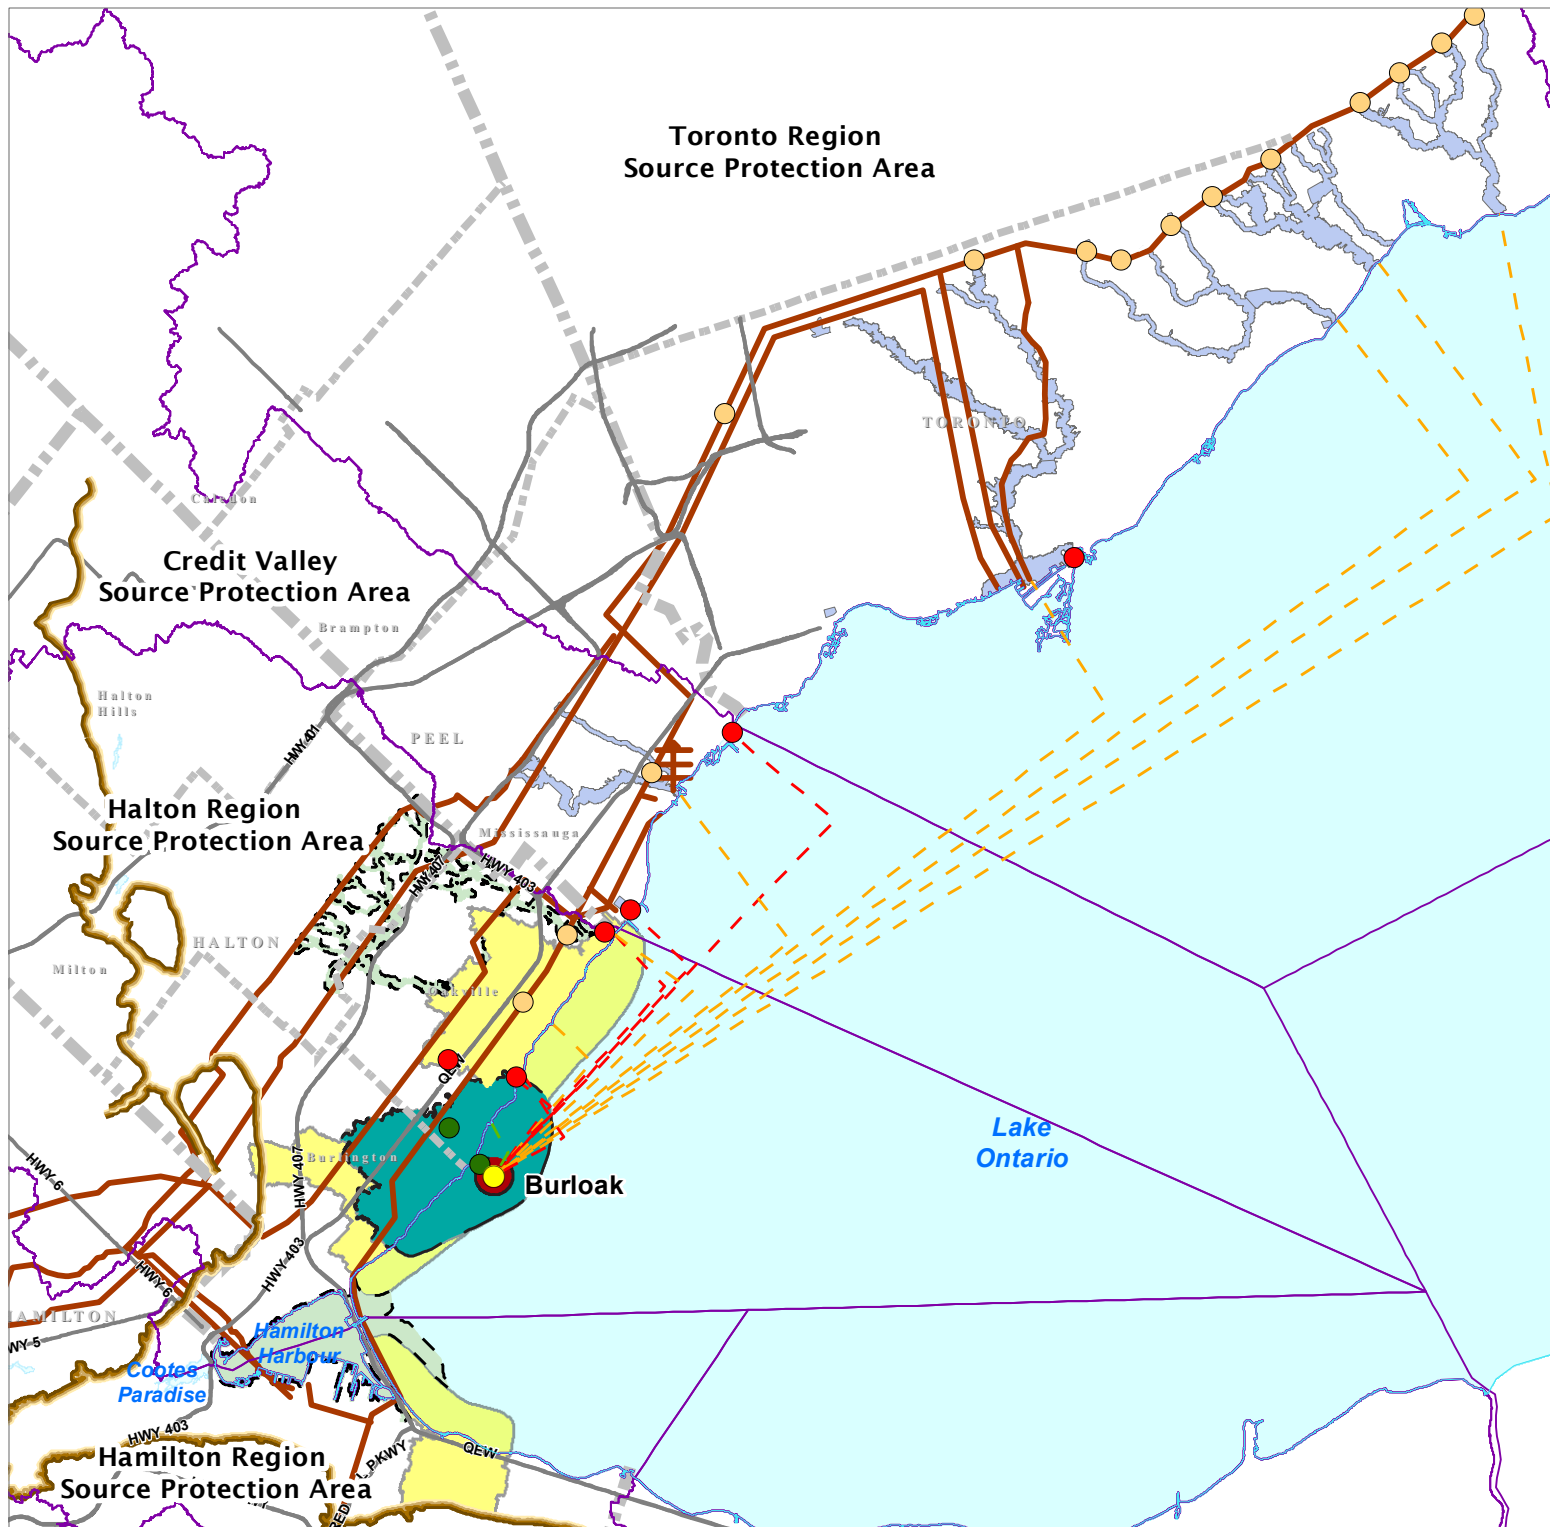 Toronto Region
Source Protection Area
TORONTO
Caledon
Credit Valley
Source Protection Area
Brampton
Halton
Hills
PEEL
HWY 401
Halton Region
Source Protection Area
Mississauga
HWY 407
HWY 403
HALTON
Milton
Oakville
QEW
Lake
Ontario
Burlington
HWY 407
Burloak
HWY 6
HWY 403
HWY 6
HAMILTON
WY 5
Hamilton
Harbour
Cootes
Paradise
HWY 403
QEW
PKWY
RED
Hamilton Region
Source Protection Area